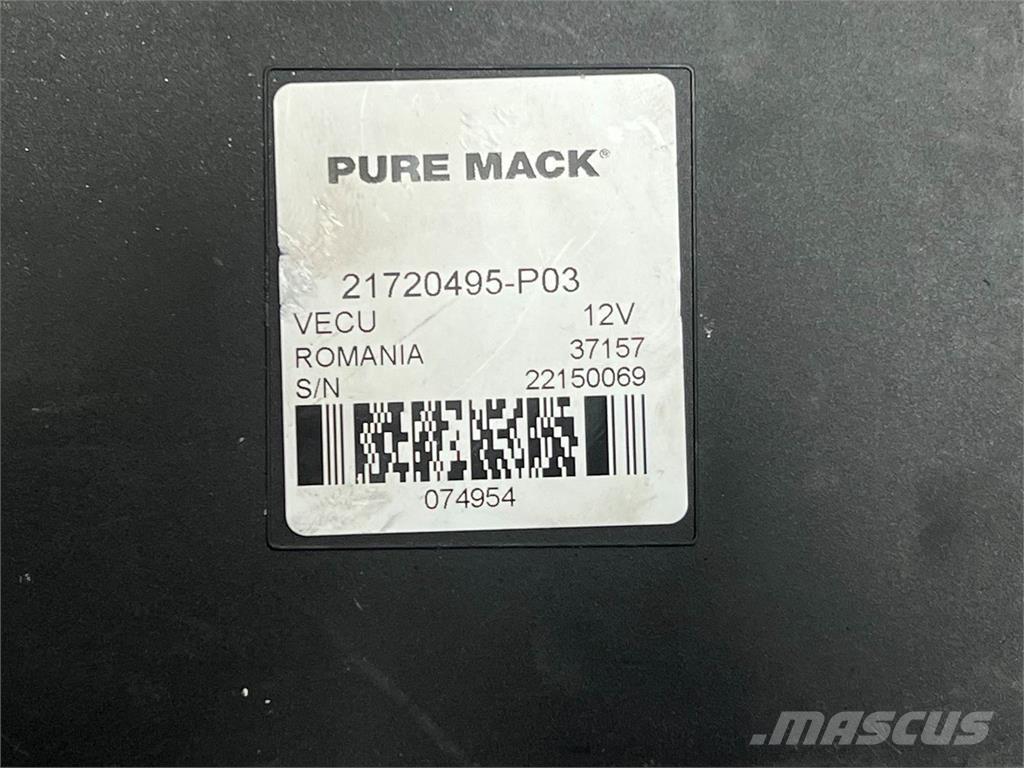 PURE MACK®
21720495-P03
VECU 12V
ROMANIA 37157
S/N 22150069
074954
MASCUS